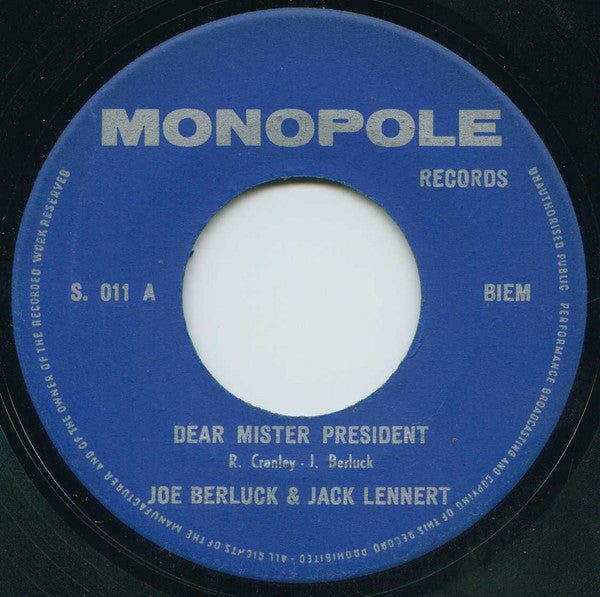 MONOPOLE
RECORDS
S. 011 A
BIEM
DEAR MISTER PRESIDENT
R. Cranley - J. Berluck
JOE BERLUCK & JACK LENNERT
UNAUTHORISED PUBLIC PERFORMANCE BROADCASTING AND COPYING OF THIS RECORD PROHIBITED - ALL RIGHTS OF THE MANUFACTURER AND OF THE OWNER OF THE RECORDED WORK RESERVED